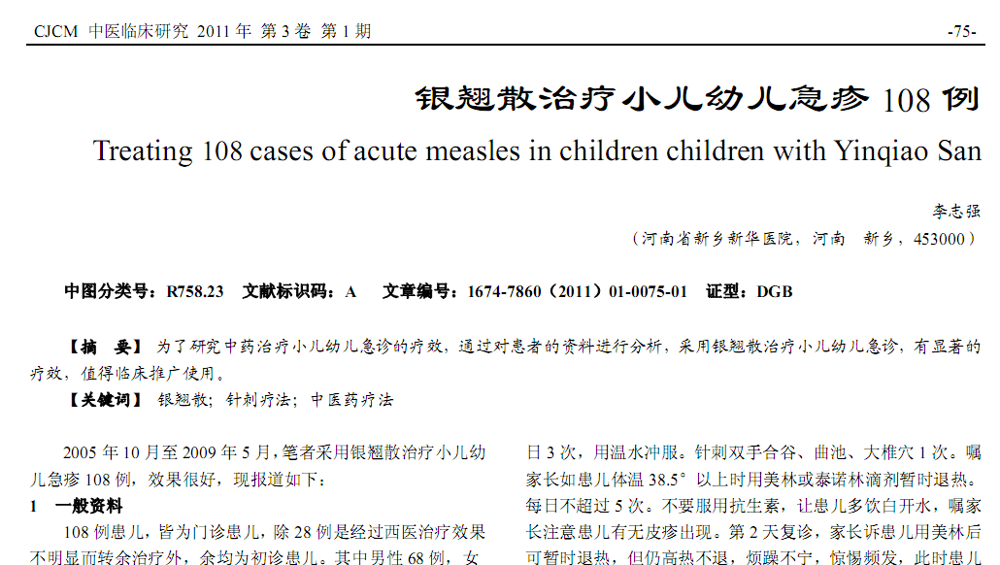 CJCM 中医临床研究 2011 年 第 3 卷 第 1 期 -75-
银翘散治疗小儿幼儿急疹 108 例
Treating 108 cases of acute measles in children children with Yinqiao San
李志强
（河南省新乡新华医院，河南 新乡，453000）
中图分类号：R758.23 文献标识码：A 文章编号：1674-7860（2011）01-0075-01 证型：DGB
【摘 要】 为了研究中药治疗小儿幼儿急诊的疗效，通过对患者的资料进行分析，采用银翘散治疗小儿幼儿急诊，有显著的
疗效，值得临床推广使用。
【关键词】 银翘散；针刺疗法；中医药疗法
2005 年 10 月至 2009 年 5 月，笔者采用银翘散治疗小儿幼
儿急疹 108 例，效果很好，现报道如下：
1 一般资料
108 例患儿，皆为门诊患儿，除 28 例是经过西医治疗效果
不明显而转余治疗外，余均为初诊患儿。其中男性 68 例，女
日 3 次，用温水冲服。针刺双手合谷、曲池、大椎穴 1 次。嘱
家长如患儿体温 38.5°以上时用美林或泰诺林滴剂暂时退热。
每日不超过 5 次。不要服用抗生素，让患儿多饮白开水，嘱家
长注意患儿有无皮疹出现。第 2 天复诊，家长诉患儿用美林后
可暂时退热，但仍高热不退，烦躁不宁，惊惕频发，此时患儿